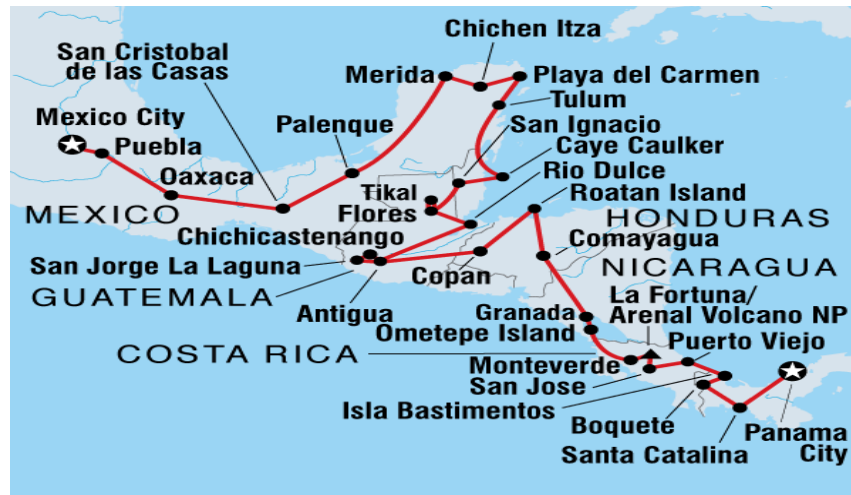 Chichen Itza
San Cristobal
de las Casas
Merida
Playa del Carmen
Tulum
Mexico City
Palenque
San Ignacio
Puebla
Caye Caulker
Oaxaca
Rio Dulce
Tikal
Roatan Island
Flores
MEXICO
HONDURAS
Chichicastenango
Comayagua
San Jorge La Laguna
Copan
NICARAGUA
GUATEMALA
Antigua
La Fortuna/
Arenal Volcano NP
Granada
Ometepe Island
Puerto Viejo
COSTA RICA
Monteverde
San Jose
Isla Bastimentos
Boquete
Panama
City
Santa Catalina